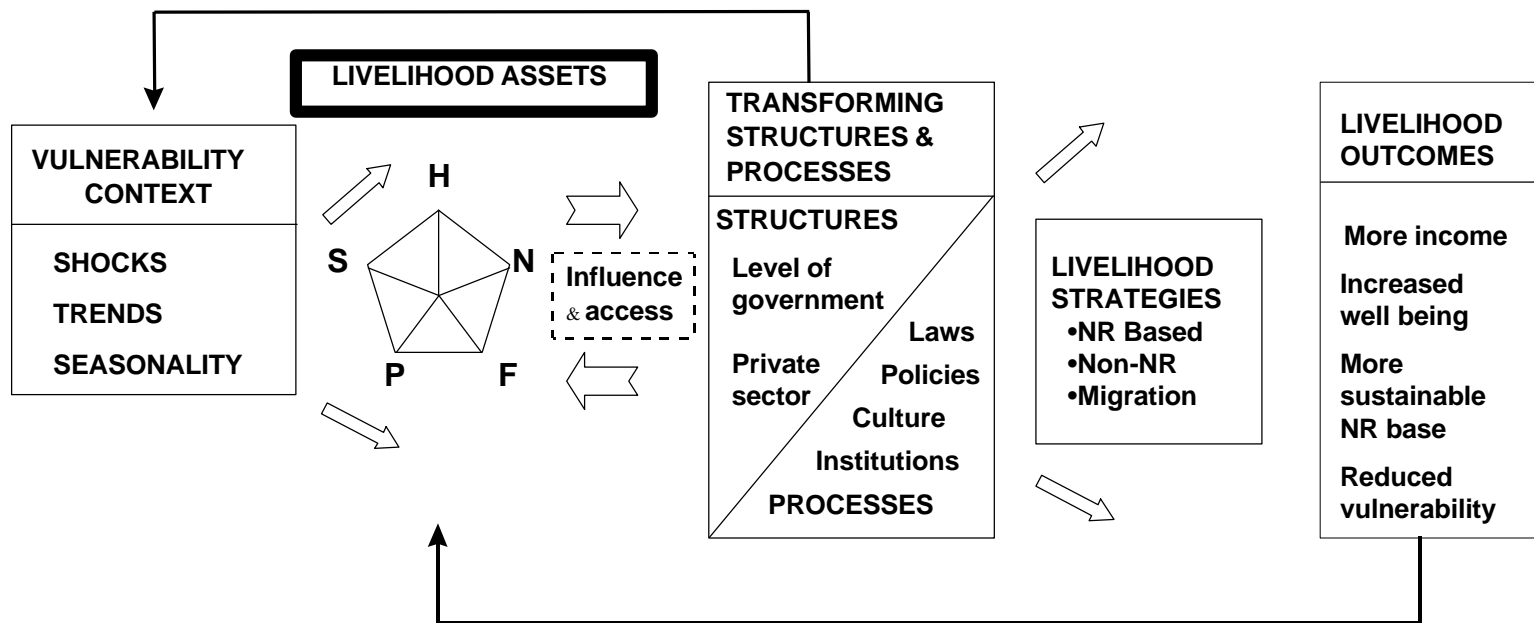 LIVELIHOOD ASSETS
VULNERABILITY
CONTEXT
SHOCKS
TRENDS
SEASONALITY
H
S
N
P
F
Influence
& access
TRANSFORMING
STRUCTURES &
PROCESSES
STRUCTURES
Level of
government
Private
sector
Laws
Policies
Culture
Institutions
PROCESSES
LIVELIHOOD
STRATEGIES
•NR Based
•Non-NR
•Migration
LIVELIHOOD
OUTCOMES
More income
Increased
well being
More
sustainable
NR base
Reduced
vulnerability